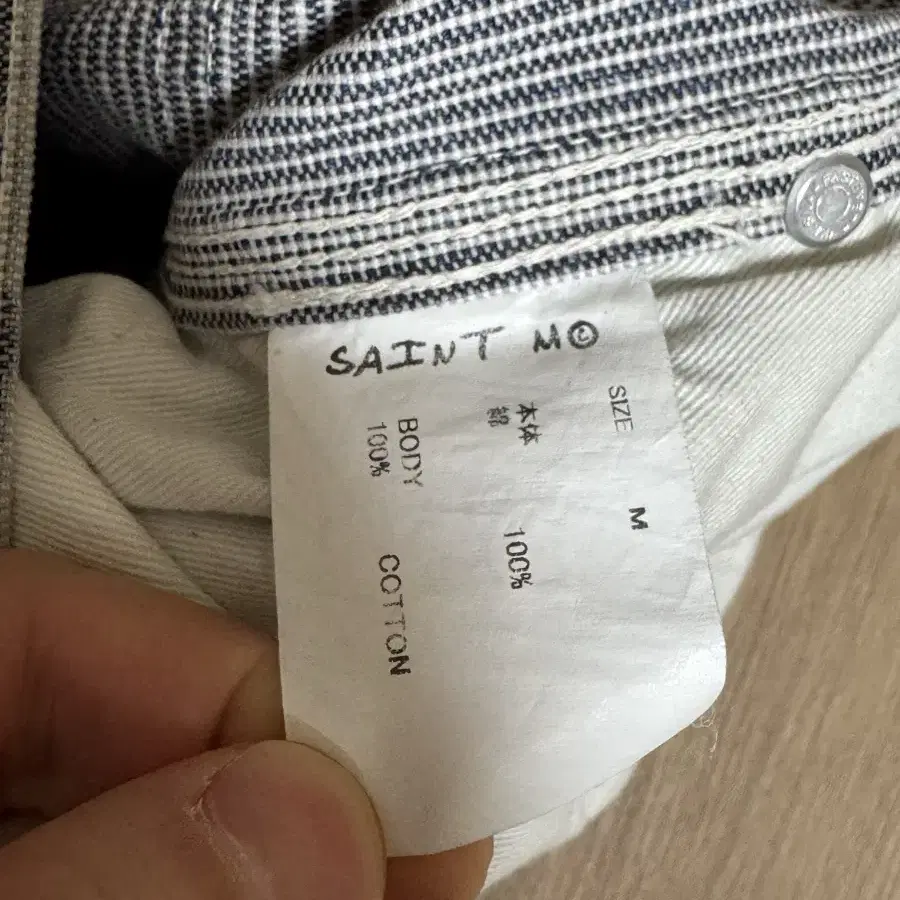 SAINT M©
SIZE M
本体
綿 100%
BODY
100% COTTON